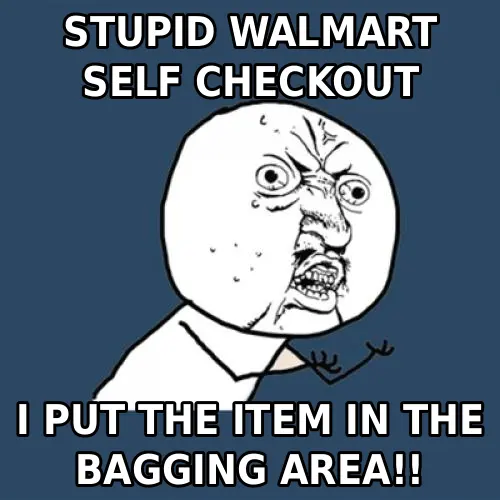 STUPID WALMART
SELF CHECKOUT
I PUT THE ITEM IN THE
BAGGING AREA!!